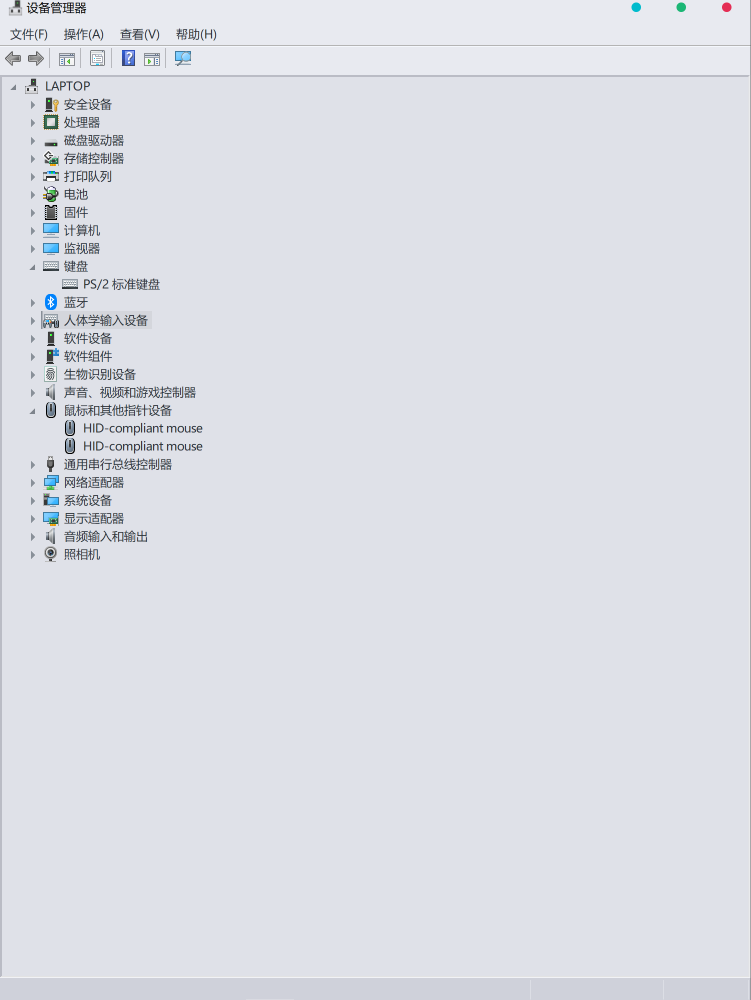 设备管理器
文件(F) 操作(A) 查看(V) 帮助(H)
LAPTOP
安全设备
处理器
磁盘驱动器
存储控制器
打印队列
电池
固件
计算机
监视器
键盘
PS/2 标准键盘
蓝牙
人体学输入设备
软件设备
软件组件
生物识别设备
声音、视频和游戏控制器
鼠标和其他指针设备
HID-compliant mouse
HID-compliant mouse
通用串行总线控制器
网络适配器
系统设备
显示适配器
音频输入和输出
照相机